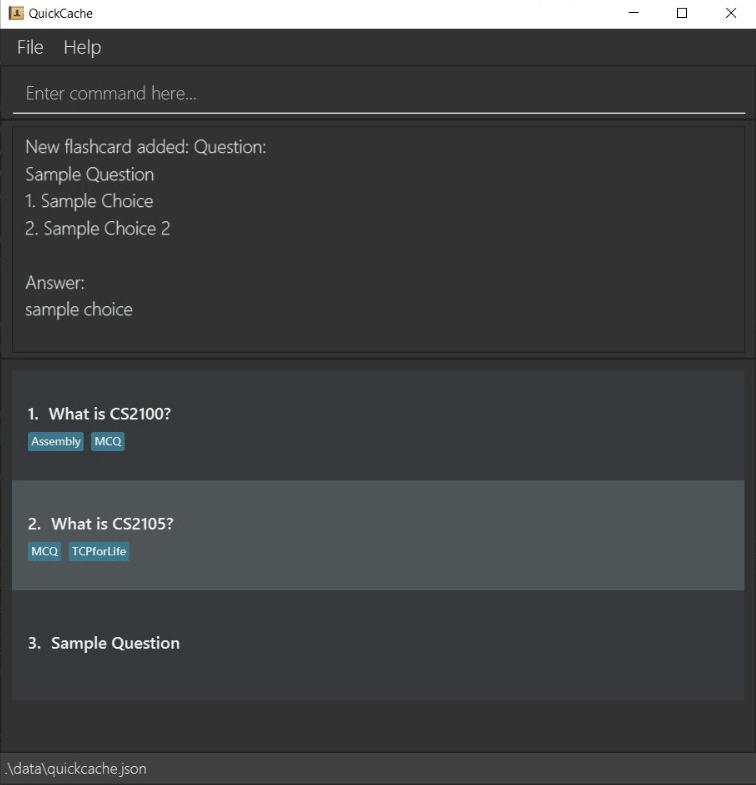 QuickCache
File Help
Enter command here...
New flashcard added: Question:
Sample Question
1. Sample Choice
2. Sample Choice 2
Answer:
sample choice
1. What is CS2100?
Assembly MCQ
2. What is CS2105?
MCQ TCPforLife
3. Sample Question
.\data\quickcache.json